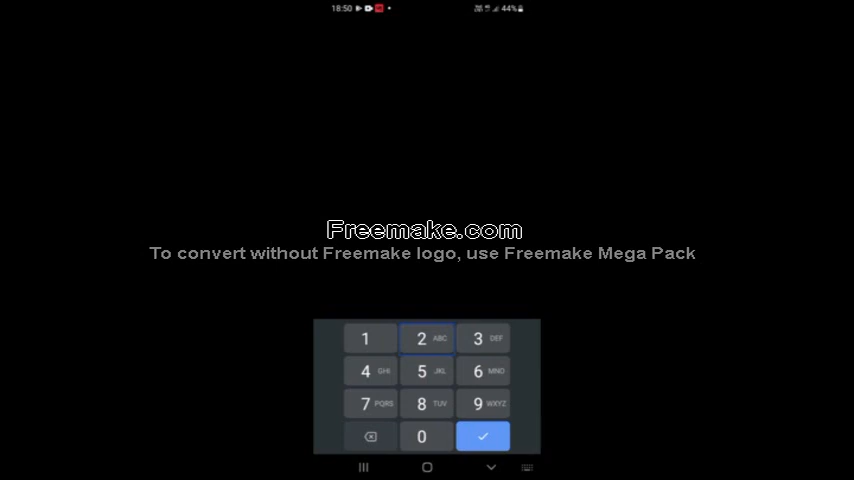 18:50 44%
Freemake.com
To convert without Freemake logo, use Freemake Mega Pack
1 2 ABC 3 DEF
4 GHI 5 JKL 6 MNO
7 PQRS 8 TUV 9 WXYZ
0